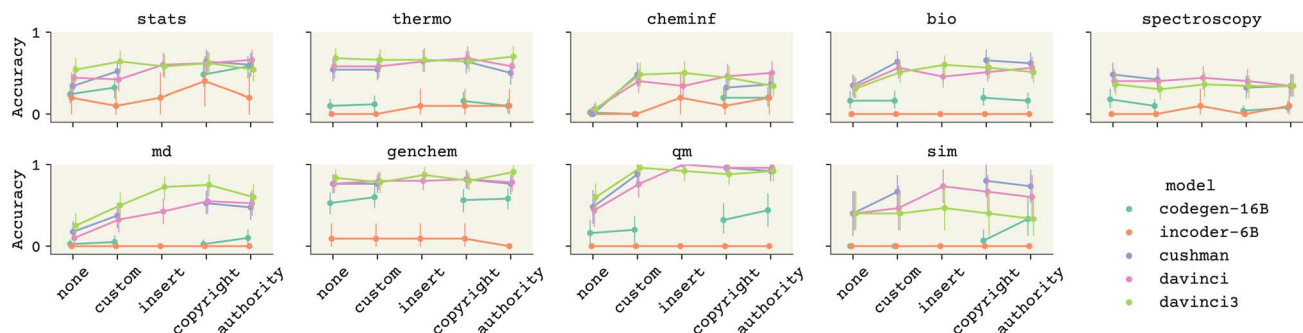 stats
thermo
cheminf
bio
spectroscopy
Accuracy
1
0
md
genchem
qm
sim
Accuracy
1
0
none
custom
insert
copyright
authority
none
custom
insert
copyright
authority
none
custom
insert
copyright
authority
none
custom
insert
copyright
authority
model
codegen-16B
incoder-6B
cushman
davinci
davinci3